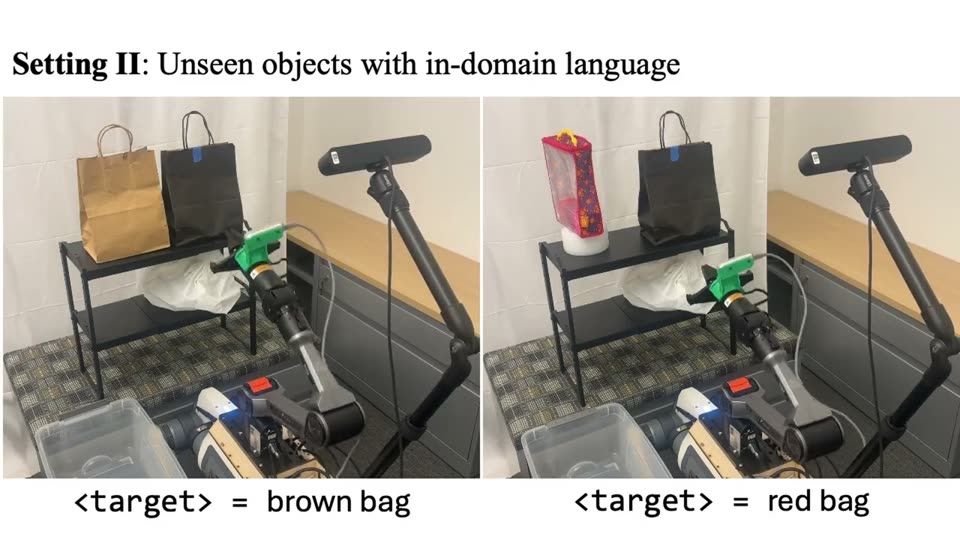 Setting II: Unseen objects with in-domain language
<target> = brown bag
<target> = red bag